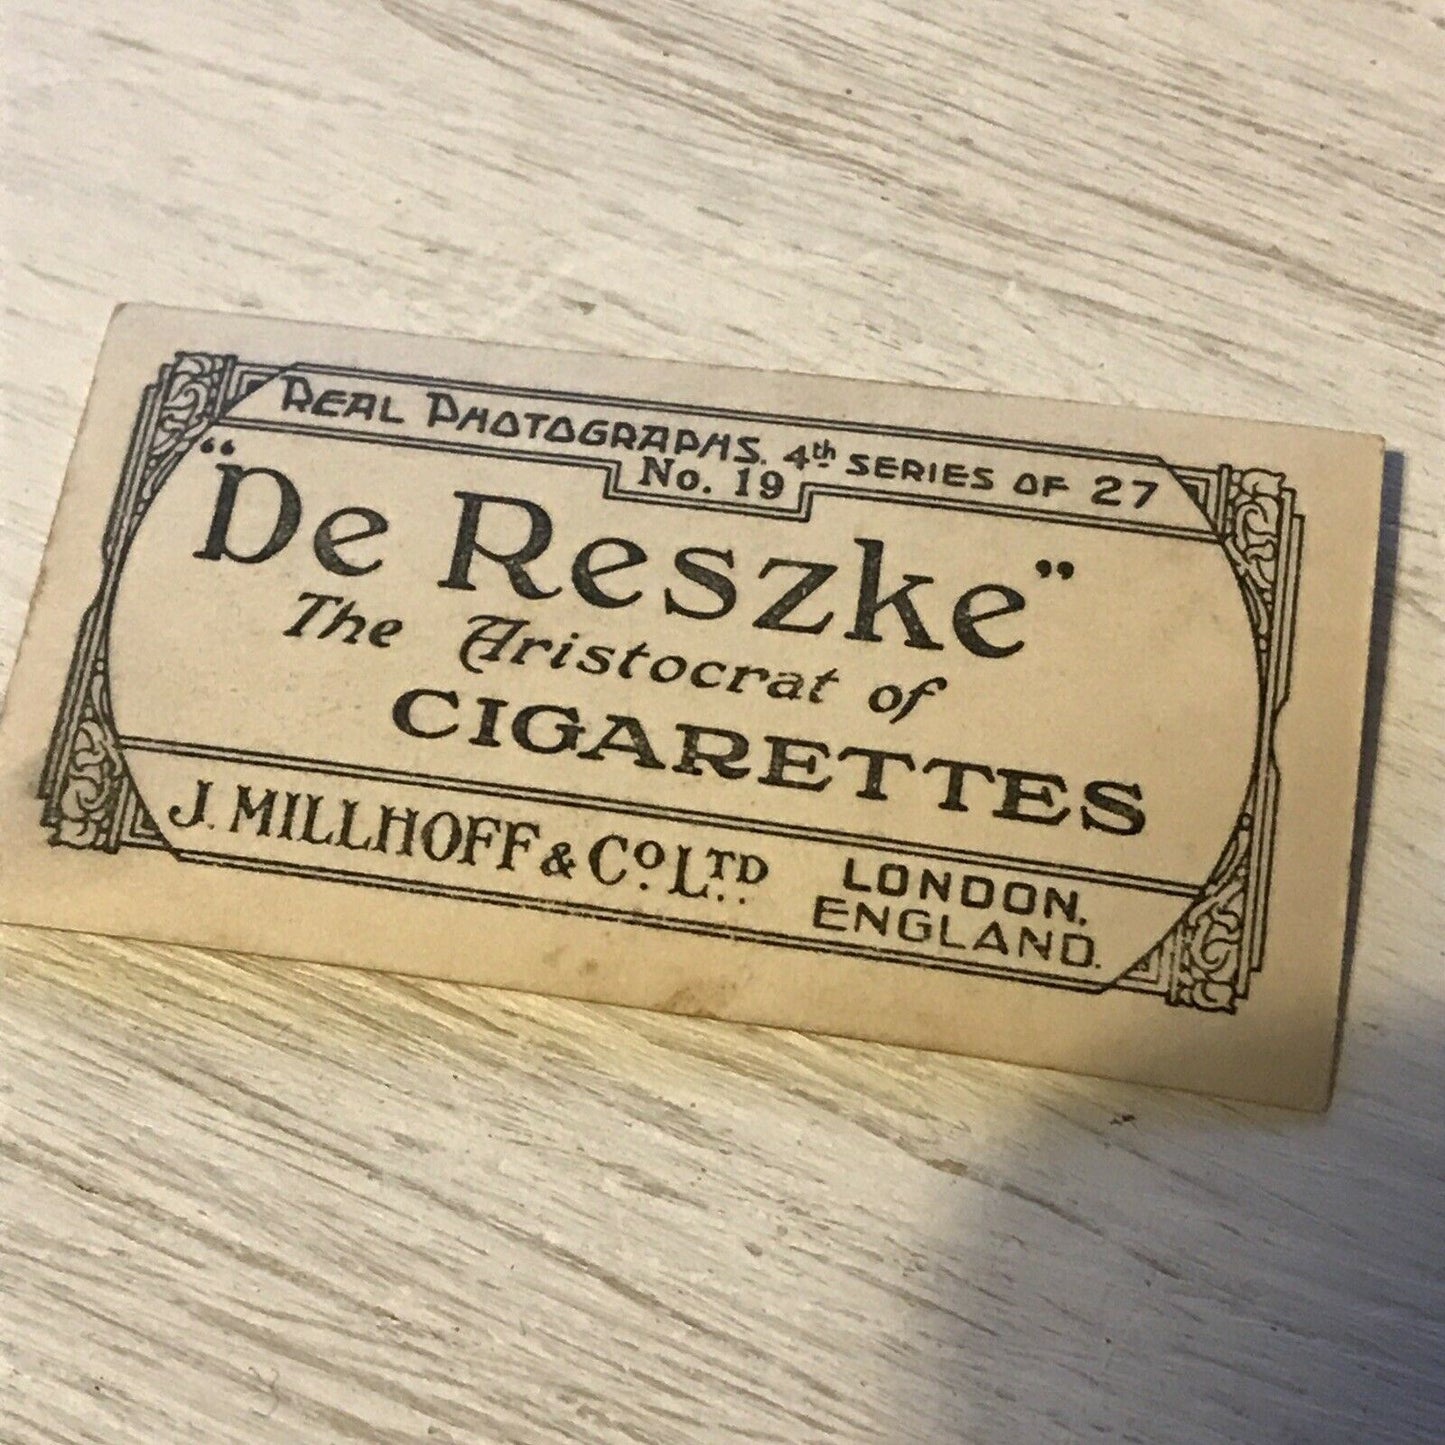 REAL PHOTOGRAPHS. 4th SERIES OF 27
No. 19
"De Reszke"
The Aristocrat of
CIGARETTES
J. MILLHOFF & Co. LTD. LONDON.
ENGLAND.